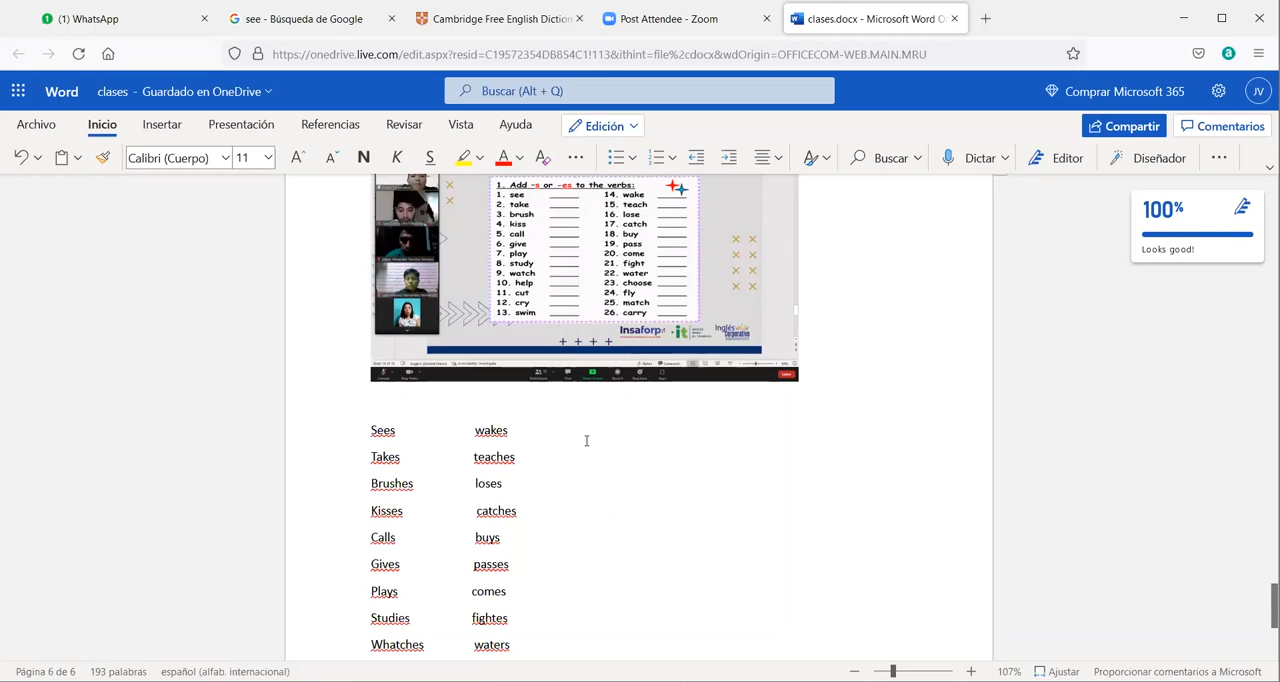 (1) WhatsApp
see - Búsqueda de Google
Cambridge Free English Diction
Post Attendee - Zoom
clases.docx - Microsoft Word O
https://onedrive.live.com/edit.aspx?resid=C19572354DB854C1!113&ithint=file%2cdocx&wdOrigin=OFFICECOM-WEB.MAIN.MRU
a
Word clases - Guardado en OneDrive
Buscar (Alt + Q)
Comprar Microsoft 365
JV
Archivo Inicio Insertar Presentación Referencias Revisar Vista Ayuda Edición Compartir Comentarios
Calibri (Cuerpo) 11 A A N K S A A Buscar Dictar Editor Diseñador
100%
Looks good!
1. Add -s or -es to the verbs:
1. see 14. wake
2. take 15. teach
3. brush 16. lose
4. kiss 17. catch
5. call 18. buy
6. give 19. pass
7. play 20. come
8. study 21. fight
9. watch 22. water
10. help 23. choose
11. cut 24. fly
12. cry 25. match
13. swim 26. carry
Insaforp it Inglés Corporativo
Leave
Sees wakes
Takes teaches
Brushes loses
Kisses catches
Calls buys
Gives passes
Plays comes
Studies fightes
Whatches waters
Página 6 de 6 193 palabras español (alfab. internacional) 107% Ajustar Proporcionar comentarios a Microsoft